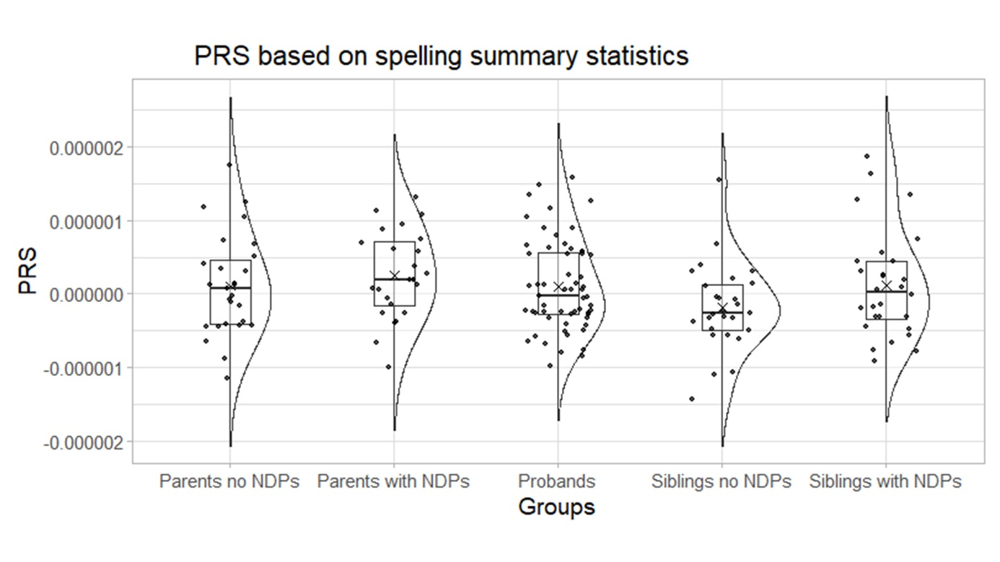 PRS based on spelling summary statistics
PRS
0.000002
0.000001
0.000000
-0.000001
-0.000002
Parents no NDPs
Parents with NDPs
Probands
Siblings no NDPs
Siblings with NDPs
Groups